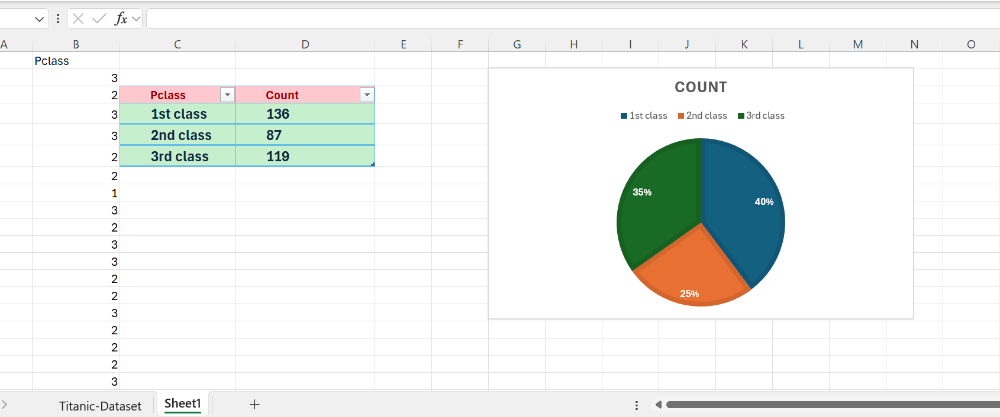 fx
A B C D E F G H I J K L M N O
Pclass
3
2 Pclass Count
3 1st class 136
3 2nd class 87
2 3rd class 119
2
1
3
2
3
3
2
2
3
2
2
2
3
COUNT
1st class 2nd class 3rd class
35%
40%
25%
Titanic-Dataset Sheet1